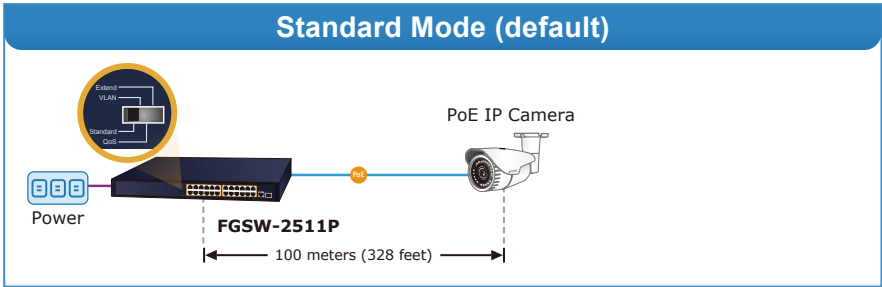 Standard Mode (default)
Extend
VLAN
Standard
QoS
PoE IP Camera
PoE
Power
FGSW-2511P
100 meters (328 feet)